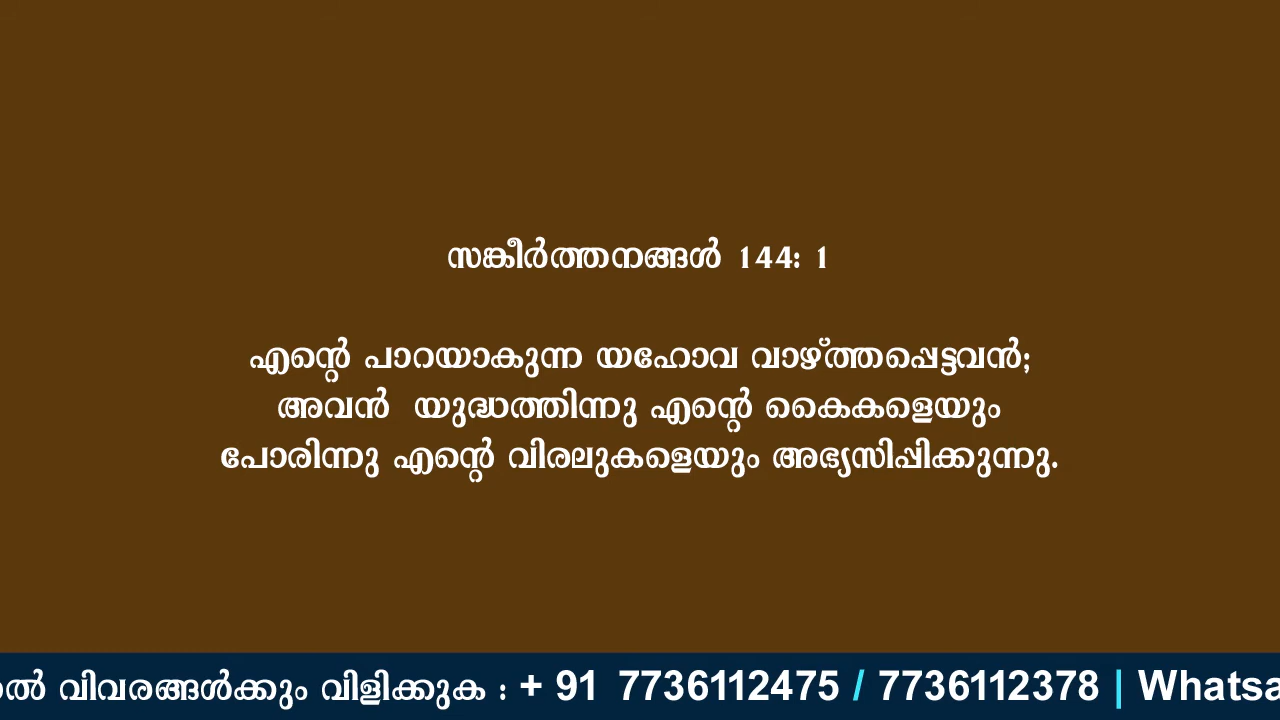 സങ്കീർത്തനങ്ങൾ 144: 1
എന്റെ പാറയാകുന്ന യഹോവ വാഴ്ത്തപ്പെട്ടവൻ;
അവൻ യുദ്ധത്തിന്നു എന്റെ കൈകളെയും
പോരിന്നു എന്റെ വിരലുകളെയും അഭ്യസിപ്പിക്കുന്നു.
വിവരങ്ങൾക്കും വിളിക്കുക : + 91 7736112475 / 7736112378 |